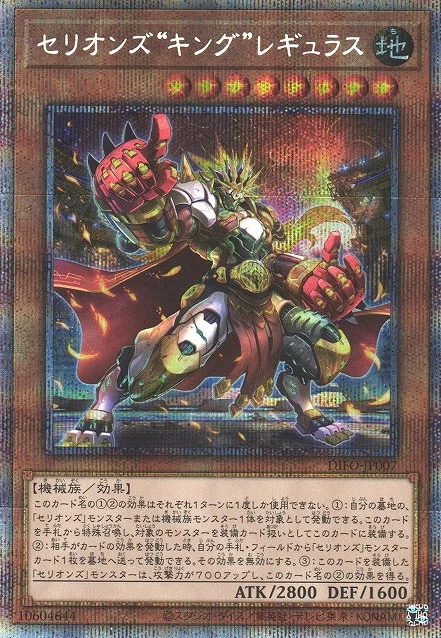 セリオンズ“キング”レギュラス
地
DIFO-JP007
【機械族／効果】
このカード名の①②の効果はそれぞれ1ターンに1度しか使用できない。①：自分の墓地の、
「セリオンズ」モンスターまたは機械族モンスター1体を対象として発動できる。このカード
を手札から特殊召喚し、対象のモンスターを装備カード扱いとしてこのカードに装備する。
②：相手がカードの効果を発動した時、自分の手札・フィールドから「セリオンズ」モンスター
カード1枚を墓地へ送って発動できる。その効果を無効にする。③：このカードを装備した
「セリオンズ」モンスターは、攻撃力が700アップし、このカード名の②の効果を得る。
ATK/2800 DEF/1600
10604644